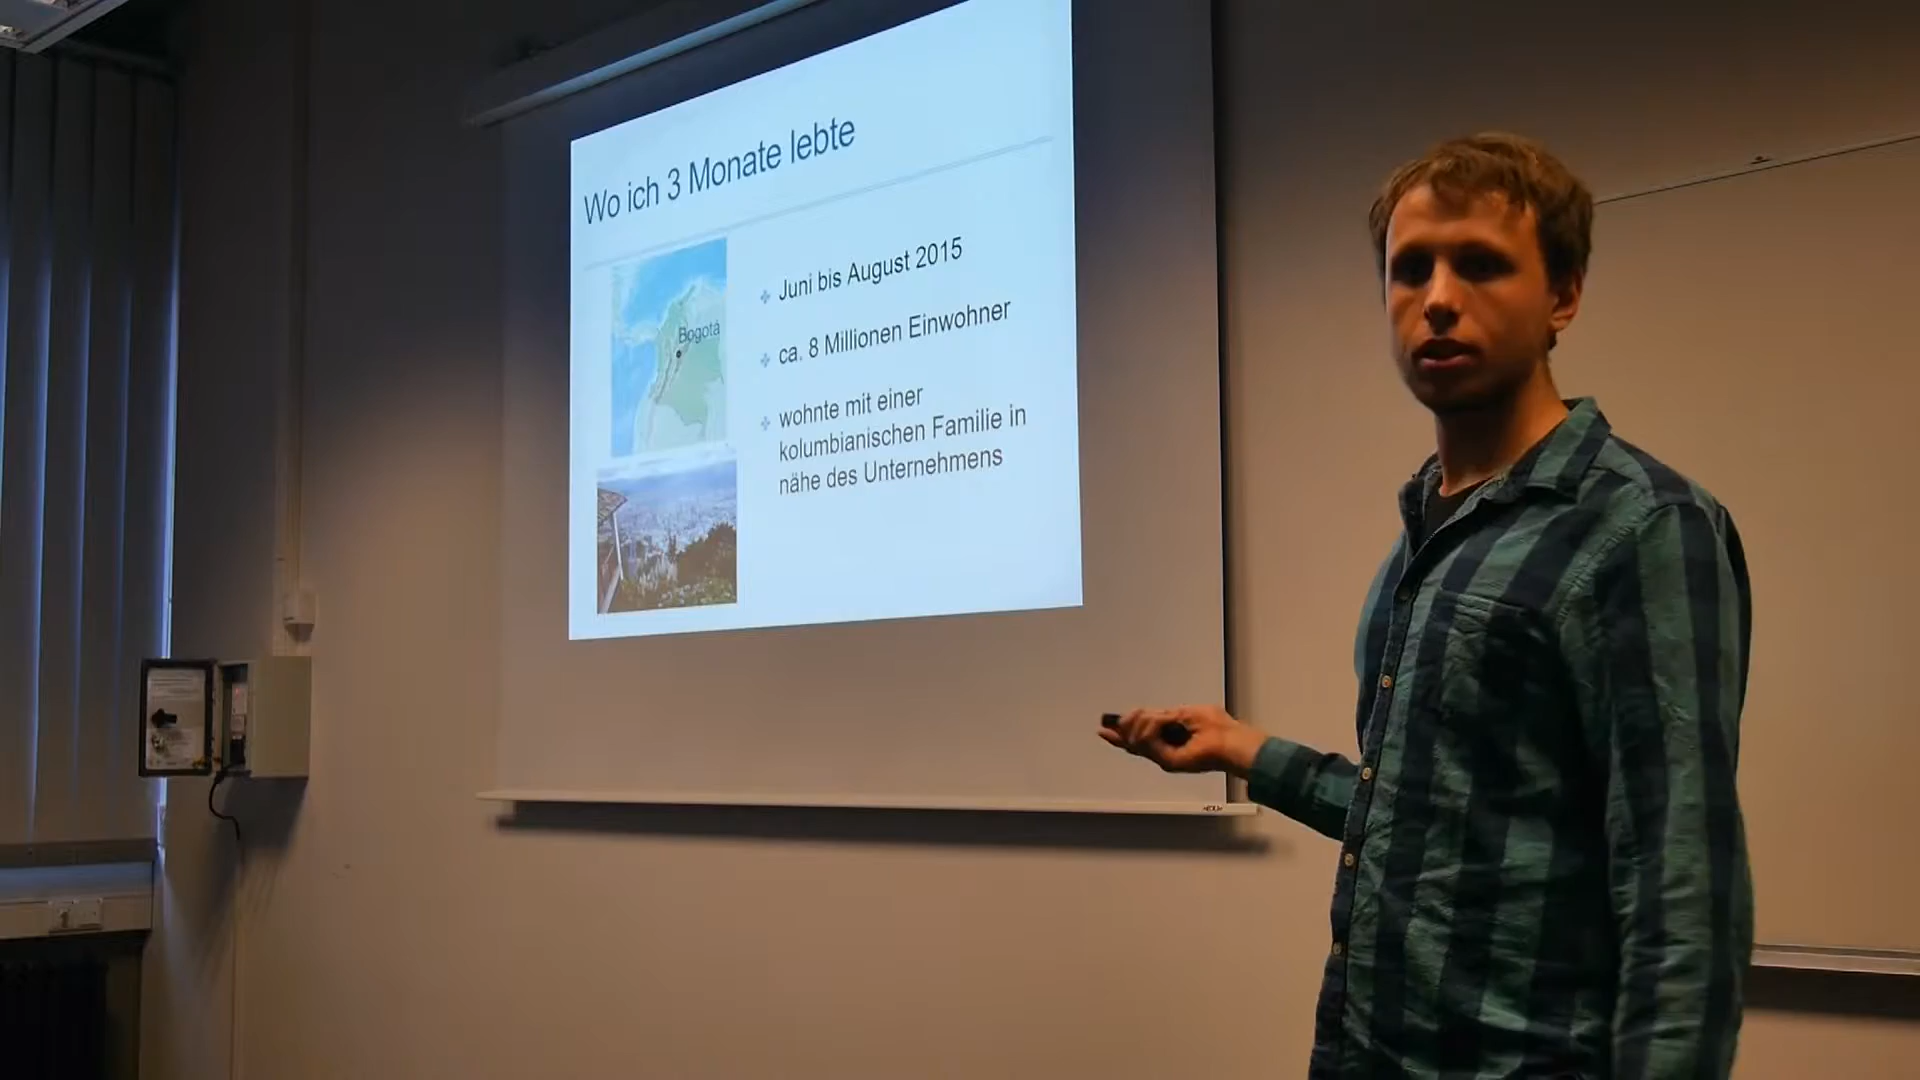 Wo ich 3 Monate lebte
Bogotá
Juni bis August 2015
ca. 8 Millionen Einwohner
wohnte mit einer
kolumbianischen Familie in
nähe des Unternehmens